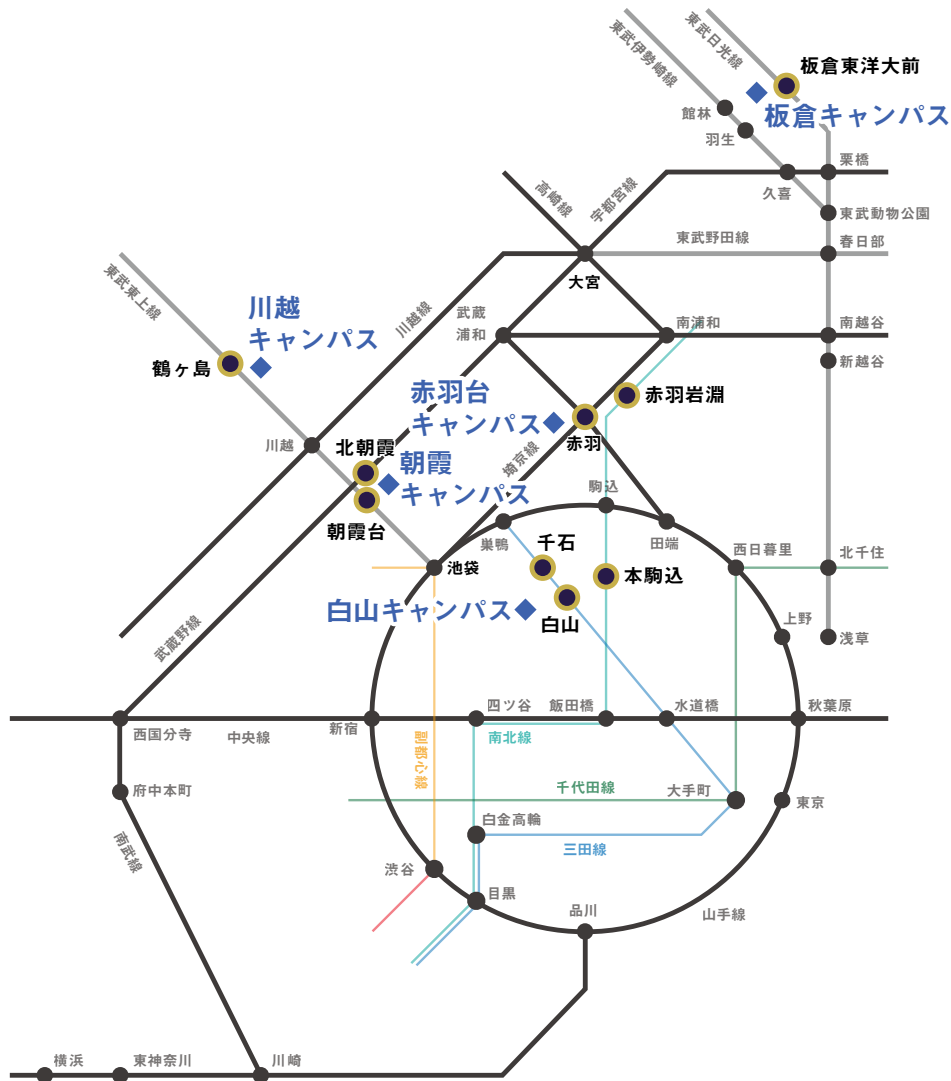 東武日光線
東武伊勢崎線
板倉東洋大前
板倉キャンパス
館林
羽生
栗橋
久喜
高崎線
宇都宮線
東武動物公園
東武野田線
春日部
大宮
東武東上線
川越
キャンパス
川越線
武蔵
浦和
南浦和
南越谷
新越谷
鶴ヶ島
赤羽台
キャンパス
赤羽岩淵
赤羽
川越
北朝霞
朝霞
キャンパス
埼京線
朝霞台
駒込
巣鴨
田端
千石
西日暮里
北千住
池袋
本駒込
白山キャンパス
白山
上野
浅草
武蔵野線
西国分寺
中央線
新宿
四ツ谷
飯田橋
水道橋
秋葉原
南北線
副都心線
府中本町
千代田線
大手町
東京
南武線
白金高輪
三田線
渋谷
目黒
品川
山手線
横浜
東神奈川
川崎